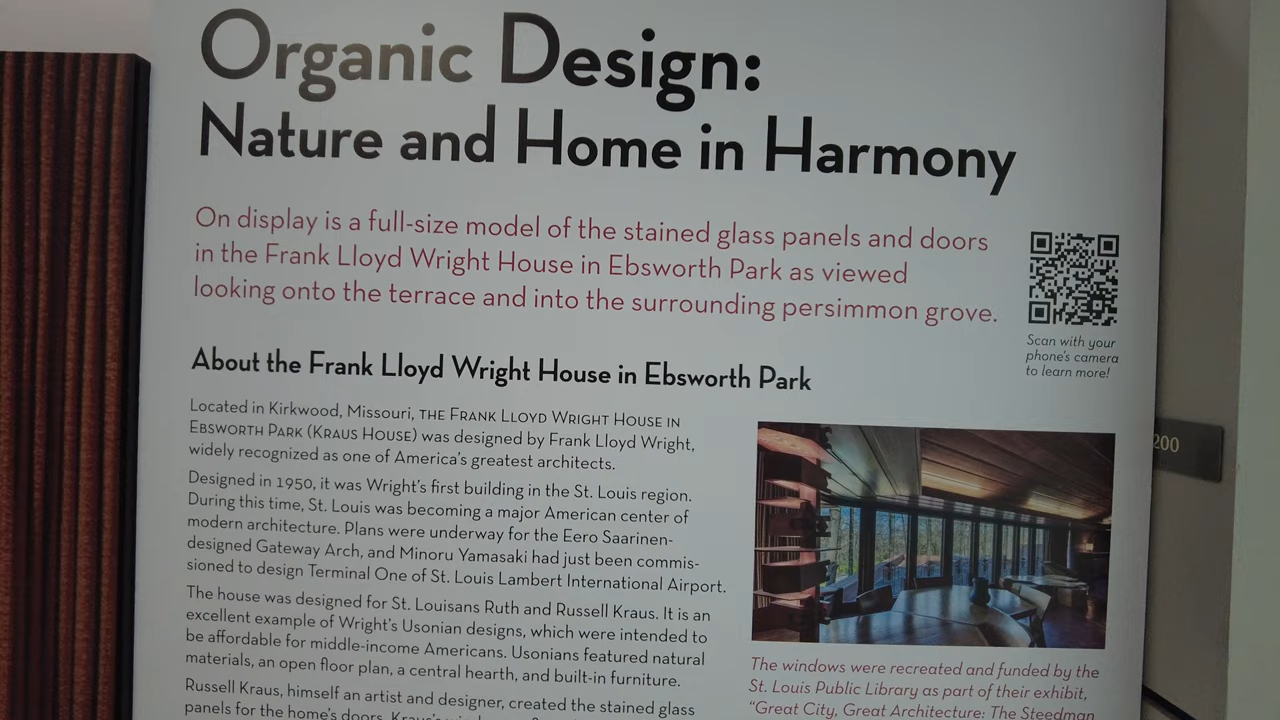 Organic Design:
Nature and Home in Harmony
On display is a full-size model of the stained glass panels and doors
in the Frank Lloyd Wright House in Ebsworth Park as viewed
looking onto the terrace and into the surrounding persimmon grove.
Scan with your
phone's camera
to learn more!
About the Frank Lloyd Wright House in Ebsworth Park
Located in Kirkwood, Missouri, THE FRANK LLOYD WRIGHT HOUSE IN
EBSWORTH PARK (KRAUS HOUSE) was designed by Frank Lloyd Wright,
widely recognized as one of America's greatest architects.
Designed in 1950, it was Wright's first building in the St. Louis region.
During this time, St. Louis was becoming a major American center of
modern architecture. Plans were underway for the Eero Saarinen-
designed Gateway Arch, and Minoru Yamasaki had just been commis-
sioned to design Terminal One of St. Louis Lambert International Airport.
The house was designed for St. Louisans Ruth and Russell Kraus. It is an
excellent example of Wright's Usonian designs, which were intended to
be affordable for middle-income Americans. Usonians featured natural
materials, an open floor plan, a central hearth, and built-in furniture.
Russell Kraus, himself an artist and designer, created the stained glass
panels for the home's doors. Kraus's
The windows were recreated and funded by the
St. Louis Public Library as part of their exhibit,
"Great City, Great Architecture: The Steedman
200